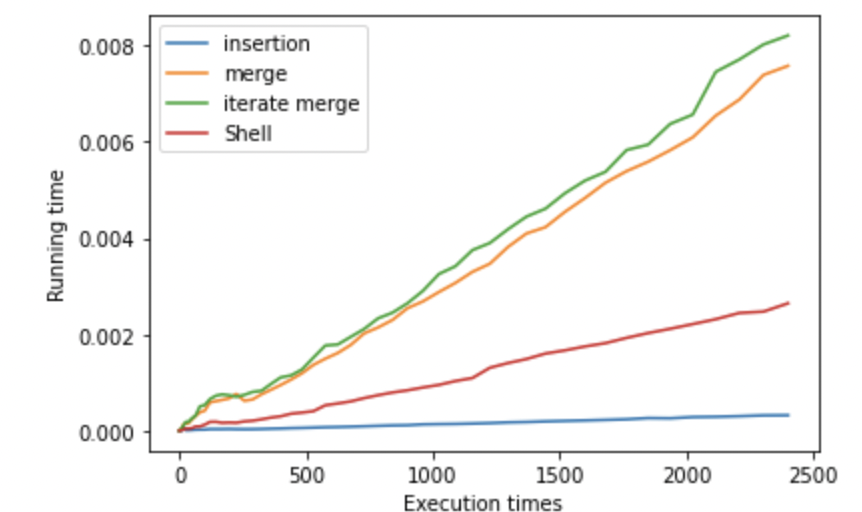 0.008
0.006
0.004
0.002
0.000
Running time
insertion
merge
iterate merge
Shell
0
500
1000
1500
2000
2500
Execution times